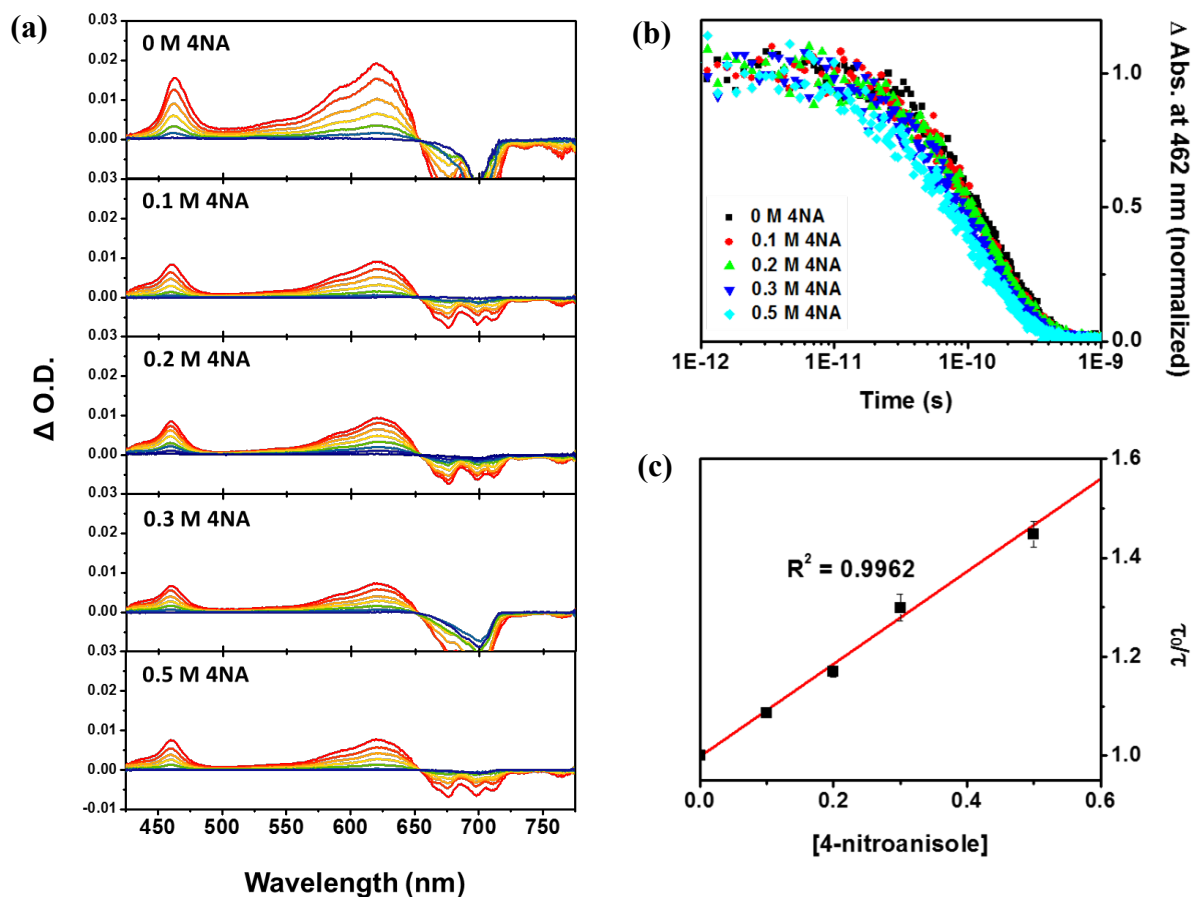 (a)
0.03
0 M 4NA
0.02
0.01
0.00
0.03
0.1 M 4NA
0.02
0.01
0.00
0.03
0.2 M 4NA
0.02
0.01
0.00
0.03
0.3 M 4NA
0.02
0.01
0.00
0.03
0.5 M 4NA
0.02
0.01
0.00
-0.01
450 500 550 600 650 700 750
Wavelength (nm)
Δ O.D.
(b)
0 M 4NA
0.1 M 4NA
0.2 M 4NA
0.3 M 4NA
0.5 M 4NA
1.0
0.5
0.0
1E-12 1E-11 1E-10 1E-9
Time (s)
Δ Abs. at 462 nm (normalized)
(c)
R² = 0.9962
1.6
1.4
1.2
1.0
0.0 0.2 0.4 0.6
[4-nitroanisole]
τ₀/τ